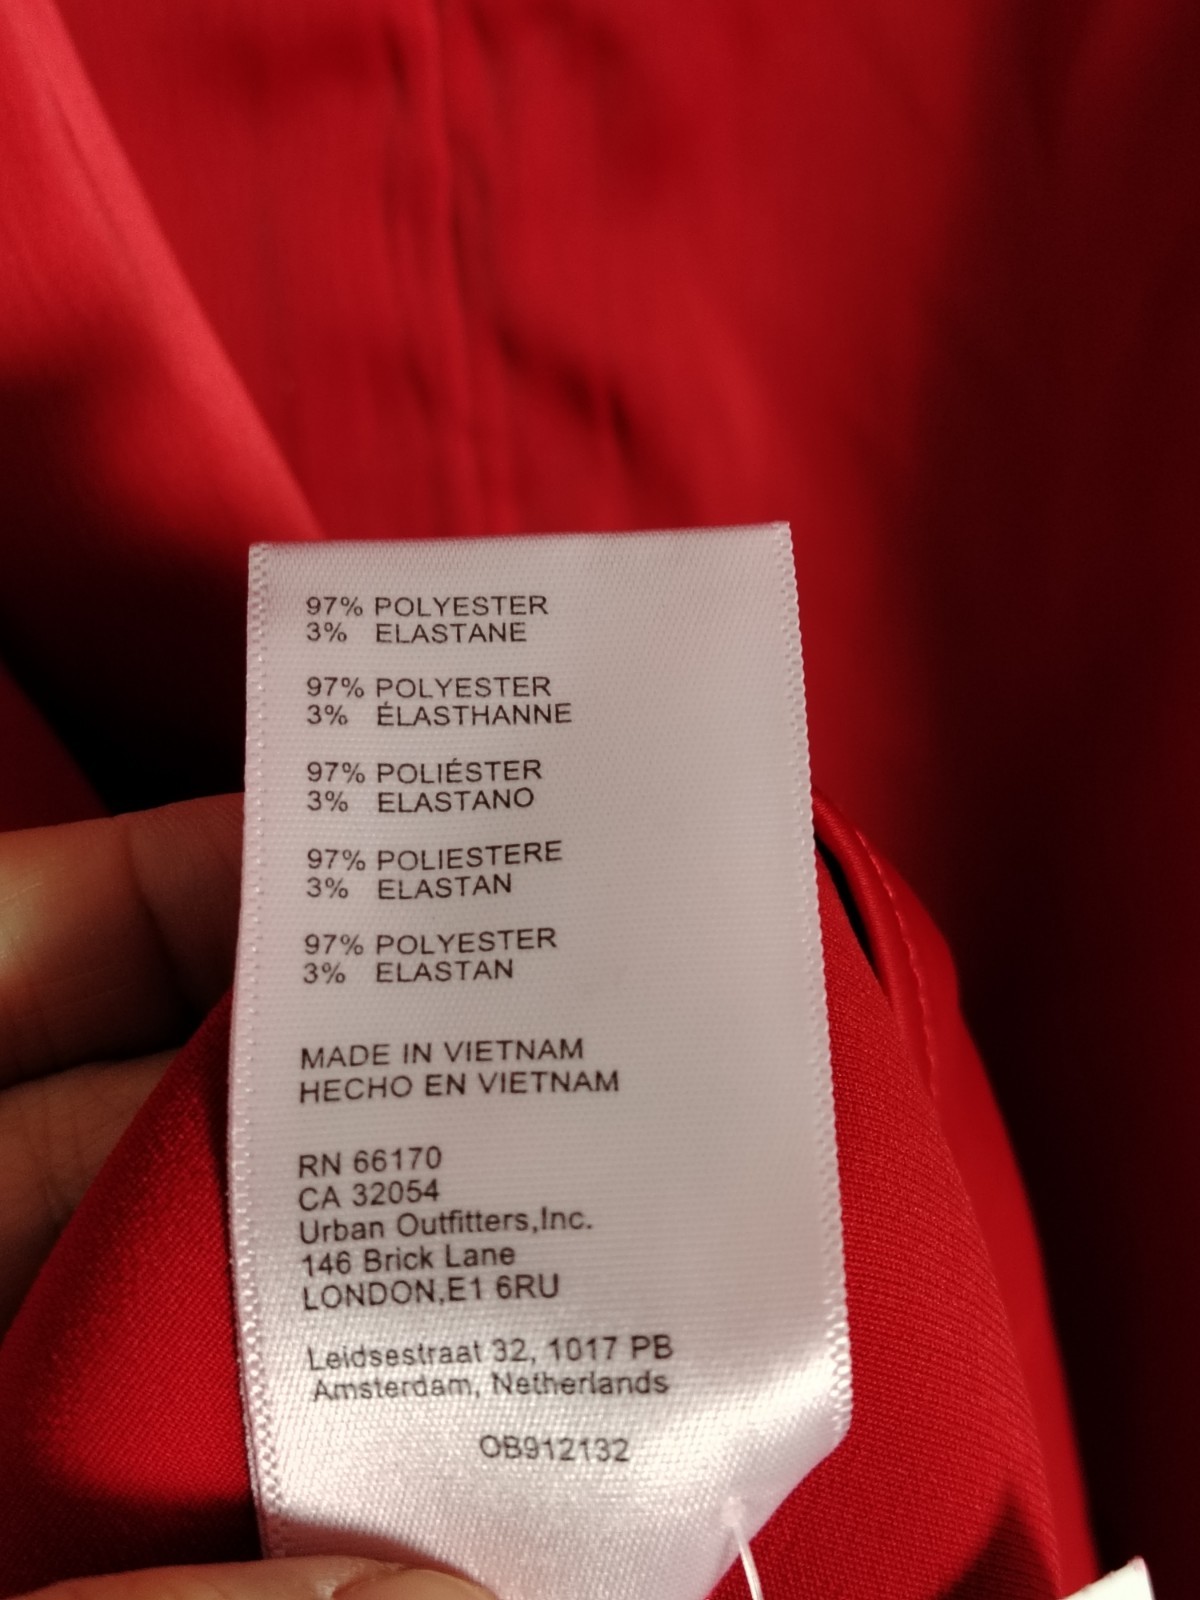 97% POLYESTER
3% ELASTANE
97% POLYESTER
3% ÉLASTHANNE
97% POLIÉSTER
3% ELASTANO
97% POLIESTERE
3% ELASTAN
97% POLYESTER
3% ELASTAN
MADE IN VIETNAM
HECHO EN VIETNAM
RN 66170
CA 32054
Urban Outfitters,Inc.
146 Brick Lane
LONDON,E1 6RU
Leidsestraat 32, 1017 PB
Amsterdam, Netherlands
OB912132